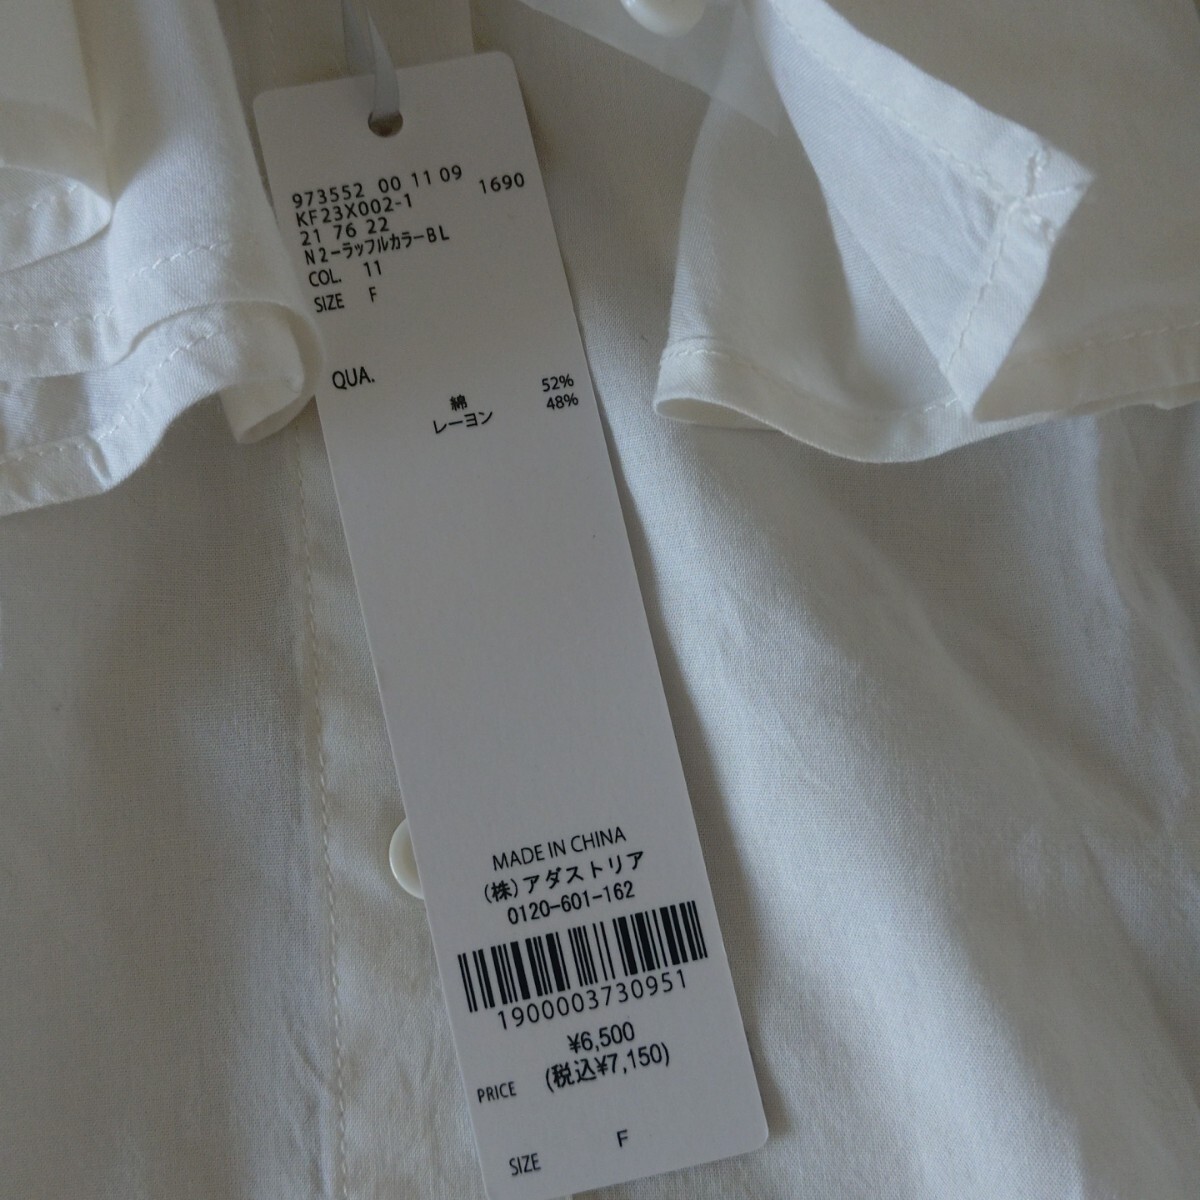 973552 00 11 09 1690
KF23X002-1
21 76 22
N2-ラッフルカラーBL
COL. 11
SIZE F
QUA.
綿 52%
レーヨン 48%
MADE IN CHINA
(株)アダストリア
0120-601-162
1900003730951
¥6,500
PRICE (税込¥7,150)
SIZE F